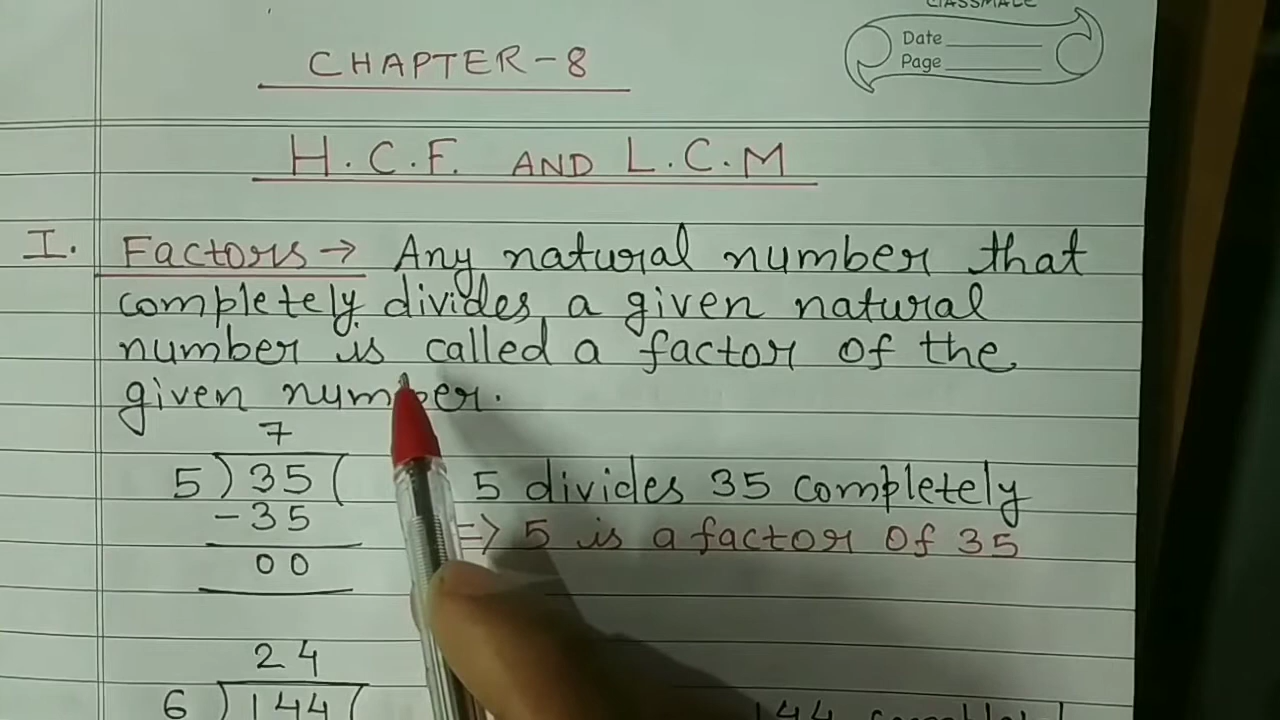 CLASSMATE
Date
Page
CHAPTER-8
H.C.F. AND L.C.M
I. Factors → Any natural number that
completely divides a given natural
number is called a factor of the
given number.
7
5 ) 35 (
-35
00
5 divides 35 completely
=> 5 is a factor of 35
24
6 ) 144 (
144